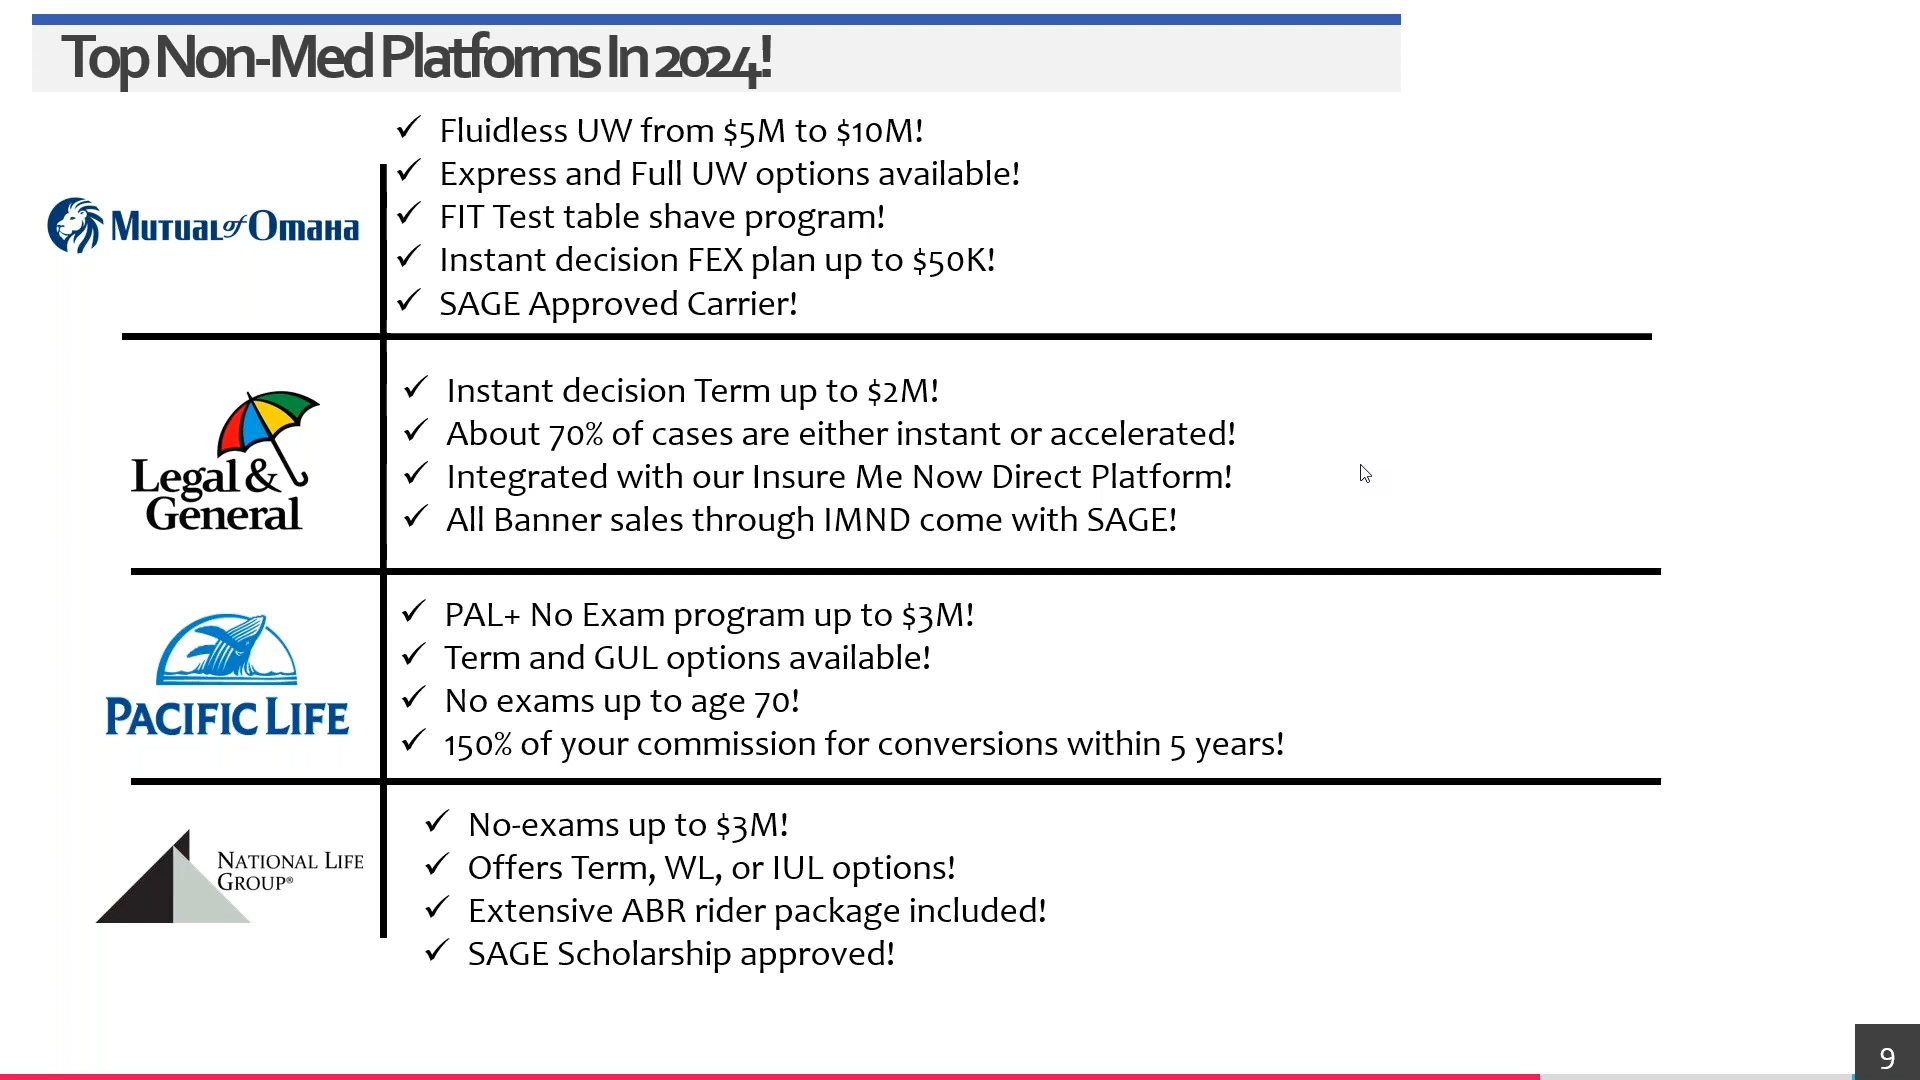 Top Non-Med Platforms In 2024!
Mutual of Omaha
✓ Fluidless UW from $5M to $10M!
✓ Express and Full UW options available!
✓ FIT Test table shave program!
✓ Instant decision FEX plan up to $50K!
✓ SAGE Approved Carrier!
Legal &
General
✓ Instant decision Term up to $2M!
✓ About 70% of cases are either instant or accelerated!
✓ Integrated with our Insure Me Now Direct Platform!
✓ All Banner sales through IMND come with SAGE!
PACIFIC LIFE
✓ PAL+ No Exam program up to $3M!
✓ Term and GUL options available!
✓ No exams up to age 70!
✓ 150% of your commission for conversions within 5 years!
NATIONAL LIFE
GROUP®
✓ No-exams up to $3M!
✓ Offers Term, WL, or IUL options!
✓ Extensive ABR rider package included!
✓ SAGE Scholarship approved!
9